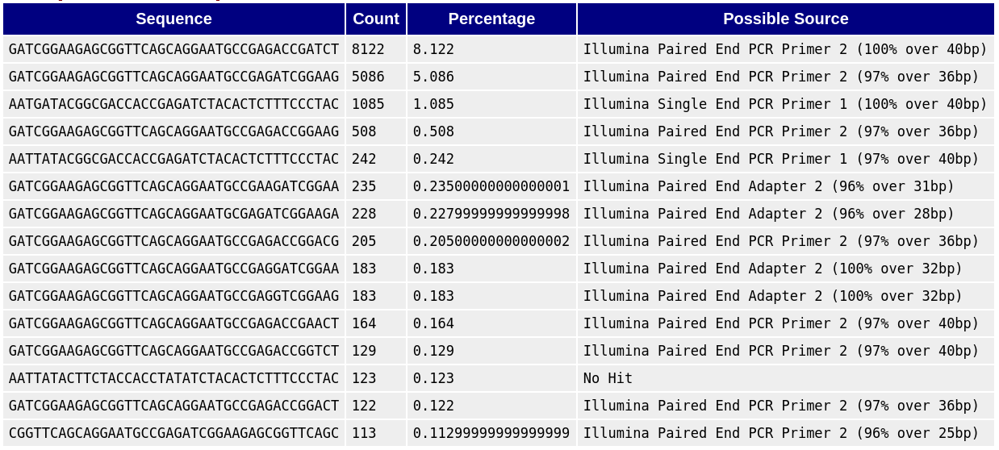 Sequence Count Percentage Possible Source
GATCGGAAGAGCGGTTCAGCAGGAATGCCGAGACCGATCT 8122 8.122 Illumina Paired End PCR Primer 2 (100% over 40bp)
GATCGGAAGAGCGGTTCAGCAGGAATGCCGAGATCGGAAG 5086 5.086 Illumina Paired End PCR Primer 2 (97% over 36bp)
AATGATACGGCGACCACCGAGATCTACACTCTTTCCCTAC 1085 1.085 Illumina Single End PCR Primer 1 (100% over 40bp)
GATCGGAAGAGCGGTTCAGCAGGAATGCCGAGACCGGAAG 508 0.508 Illumina Paired End PCR Primer 2 (97% over 36bp)
AATTATACGGCGACCACCGAGATCTACACTCTTTCCCTAC 242 0.242 Illumina Single End PCR Primer 1 (97% over 40bp)
GATCGGAAGAGCGGTTCAGCAGGAATGCCGAAGATCGGAA 235 0.23500000000000001 Illumina Paired End Adapter 2 (96% over 31bp)
GATCGGAAGAGCGGTTCAGCAGGAATGCGAGATCGGAAGA 228 0.22799999999999998 Illumina Paired End Adapter 2 (96% over 28bp)
GATCGGAAGAGCGGTTCAGCAGGAATGCCGAGACCGGACG 205 0.20500000000000002 Illumina Paired End PCR Primer 2 (97% over 36bp)
GATCGGAAGAGCGGTTCAGCAGGAATGCCGAGGATCGGAA 183 0.183 Illumina Paired End Adapter 2 (100% over 32bp)
GATCGGAAGAGCGGTTCAGCAGGAATGCCGAGGTCGGAAG 183 0.183 Illumina Paired End Adapter 2 (100% over 32bp)
GATCGGAAGAGCGGTTCAGCAGGAATGCCGAGACCGAACT 164 0.164 Illumina Paired End PCR Primer 2 (97% over 40bp)
GATCGGAAGAGCGGTTCAGCAGGAATGCCGAGACCGGTCT 129 0.129 Illumina Paired End PCR Primer 2 (97% over 40bp)
AATTATACTTCTACCACCTATATCTACACTCTTTCCCTAC 123 0.123 No Hit
GATCGGAAGAGCGGTTCAGCAGGAATGCCGAGACCGGACT 122 0.122 Illumina Paired End PCR Primer 2 (97% over 36bp)
CGGTTCAGCAGGAATGCCGAGATCGGAAGAGCGGTTCAGC 113 0.11299999999999999 Illumina Paired End PCR Primer 2 (96% over 25bp)